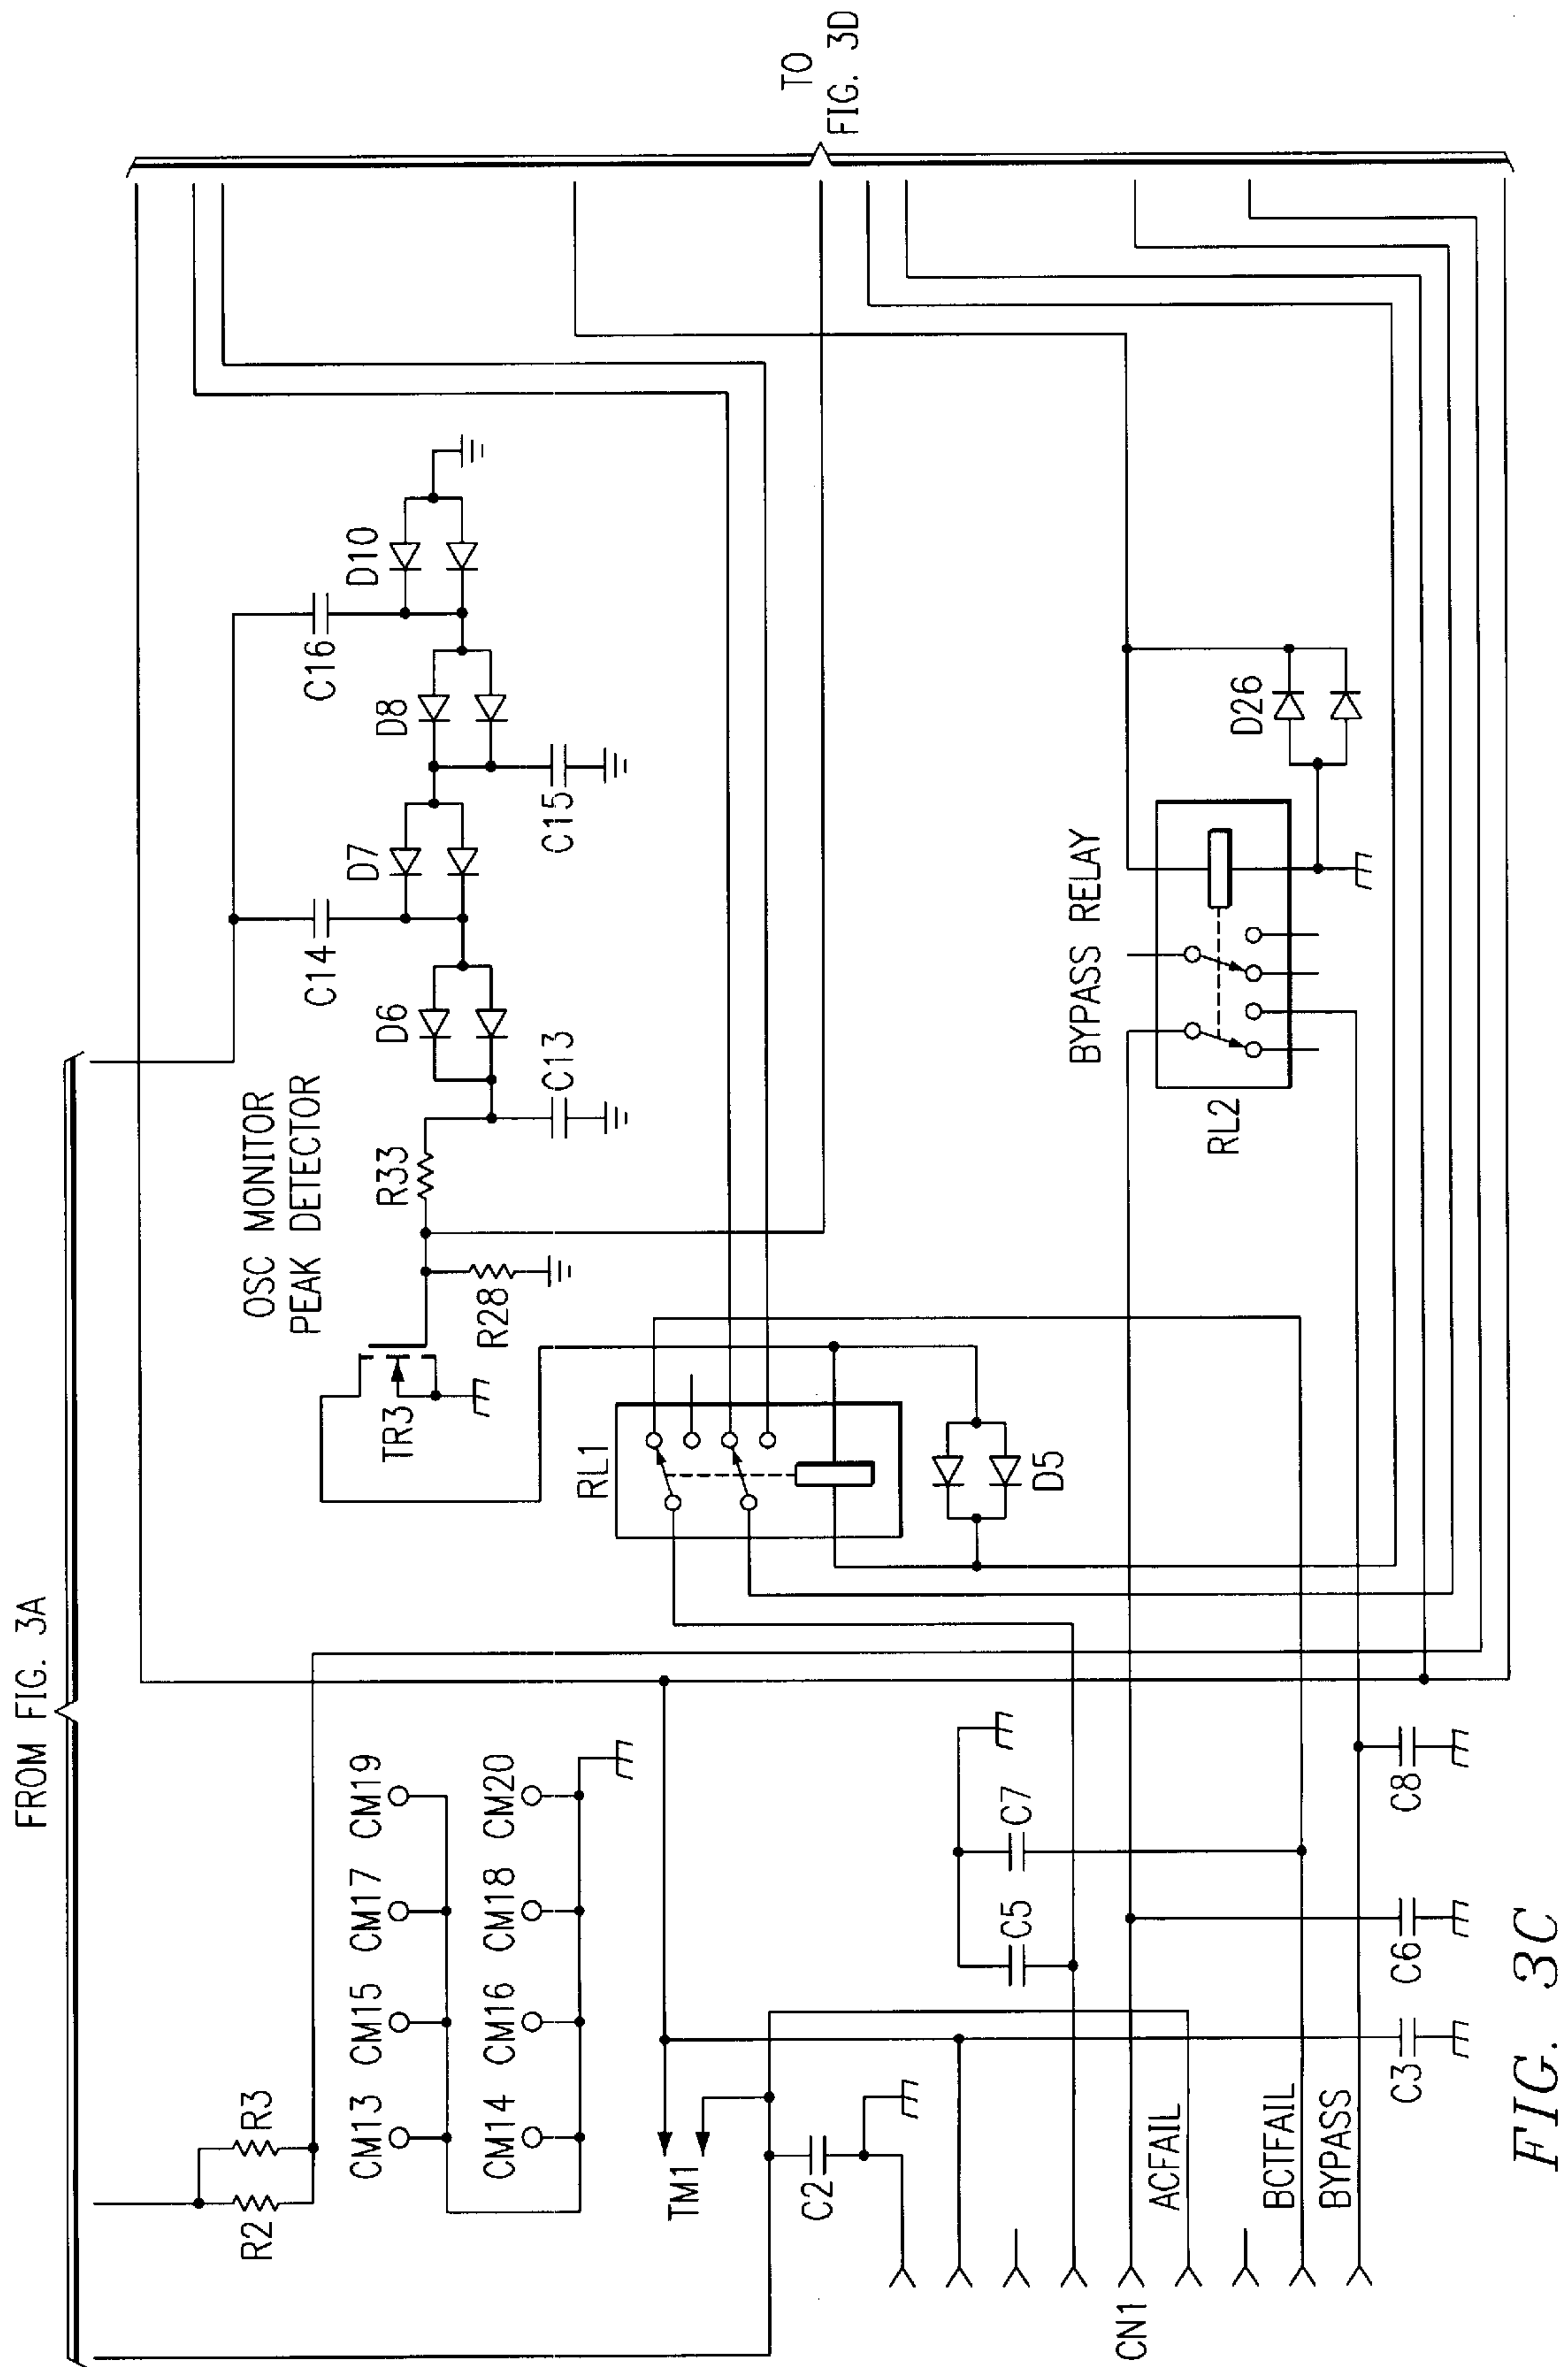 FROM FIG. 3A
TO
FIG. 3D
OSC MONITOR
PEAK DETECTOR
R2
R3
CM13
CM15
CM17
CM19
CM14
CM16
CM18
CM20
TM1
C2
C5
C7
CN1
ACFAIL
BCTFAIL
BYPASS
C3
C6
C8
TR3
R28
R33
C13
D6
C14
D7
C15
D8
C16
D10
RL1
D5
BYPASS RELAY
RL2
D26
FIG. 3C